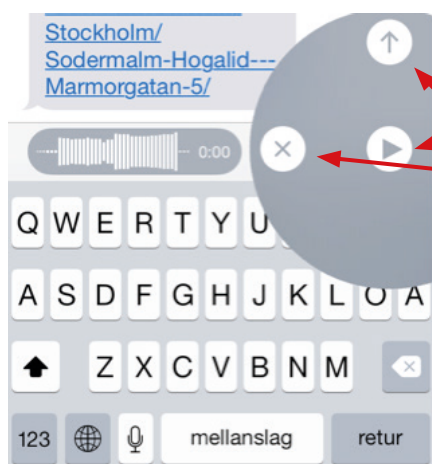 Stockholm/
Sodermalm-Hogalid---
Marmorgatan-5/
0:00
Q W E R T Y U
A S D F G H J K L
Z X C V B N M
123 mellanslag retur